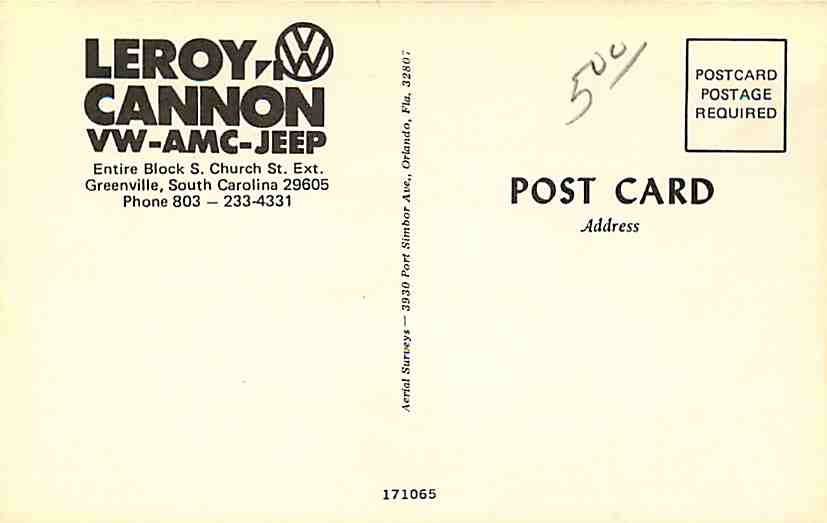 LEROY
CANNON
VW-AMC-JEEP
Entire Block S. Church St. Ext.
Greenville, South Carolina 29605
Phone 803 — 233-4331
Aerial Surveys — 3930 Port Simbor Ave., Orlando, Fla. 32807
500
POSTCARD
POSTAGE
REQUIRED
POST CARD
Address
171065